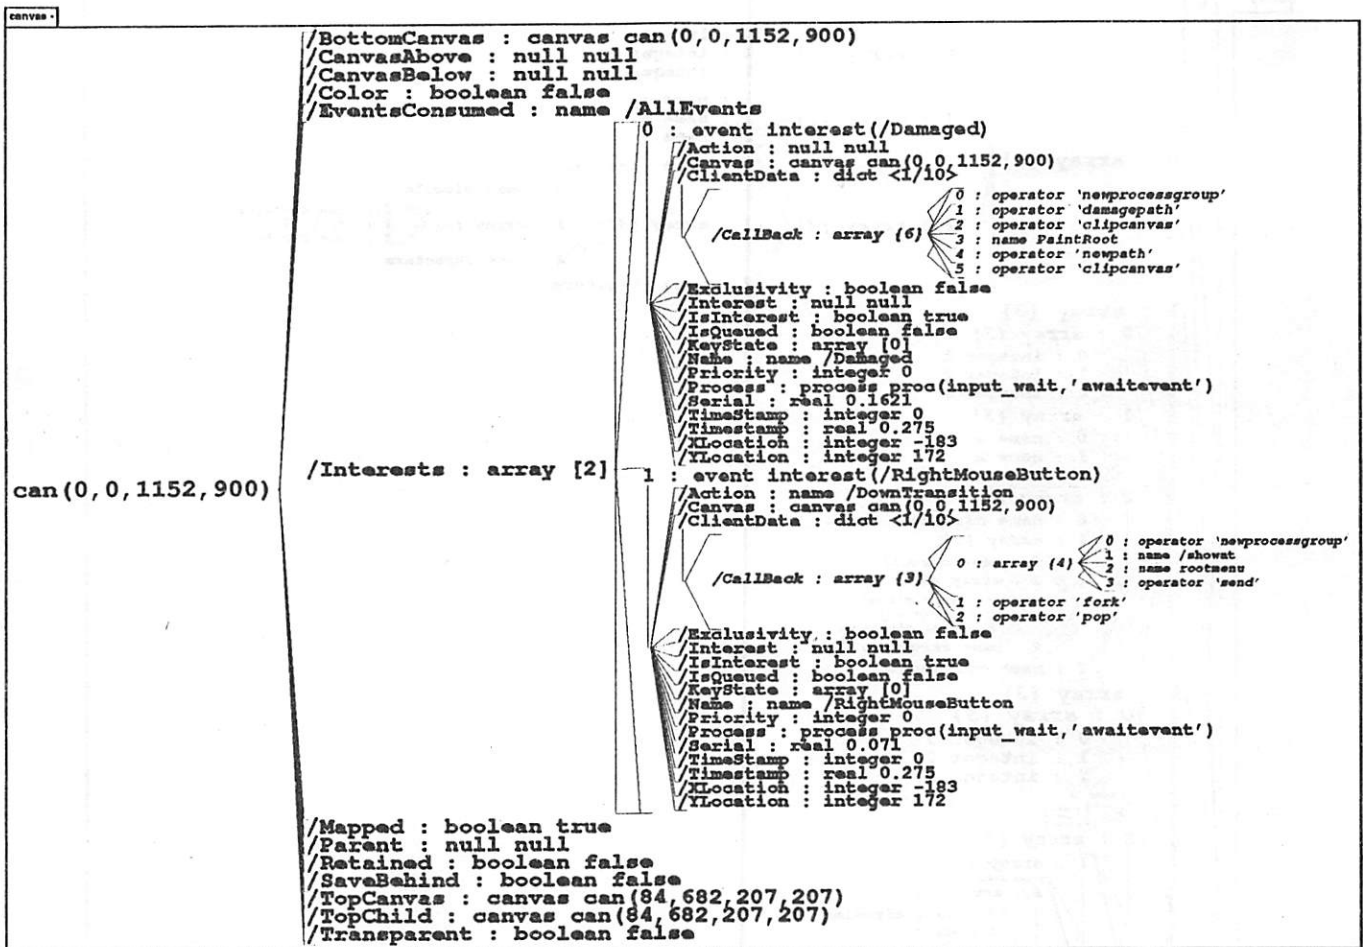 canvas
/BottomCanvas : canvas can(0,0,1152,900)
/CanvasAbove : null null
/CanvasBelow : null null
/Color : boolean false
/EventsConsumed : name /AllEvents
0 : event interest(/Damaged)
/Action : null null
/Canvas : canvas can(0,0,1152,900)
/ClientData : dict <1/10>
/CallBack : array {6}
0 : operator 'newprocessgroup'
1 : operator 'damagepath'
2 : operator 'clipcanvas'
3 : name PaintRoot
4 : operator 'newpath'
5 : operator 'clipcanvas'
/Exclusivity : boolean false
/Interest : null null
/IsInterest : boolean true
/IsQueued : boolean false
/KeyState : array [0]
/Name : name /Damaged
/Priority : integer 0
/Process : process proc(input_wait,'awaitevent')
/Serial : real 0.1621
/TimeStamp : integer 0
/Timestamp : real 0.275
/XLocation : integer -183
/YLocation : integer 172
can(0,0,1152,900)
/Interests : array [2]
1 : event interest(/RightMouseButton)
/Action : name /DownTransition
/Canvas : canvas can(0,0,1152,900)
/ClientData : dict <1/10>
/CallBack : array {3}
0 : array {4}
0 : operator 'newprocessgroup'
1 : name /showat
2 : name rootmenu
3 : operator 'send'
1 : operator 'fork'
2 : operator 'pop'
/Exclusivity : boolean false
/Interest : null null
/IsInterest : boolean true
/IsQueued : boolean false
/KeyState : array [0]
/Name : name /RightMouseButton
/Priority : integer 0
/Process : process proc(input_wait,'awaitevent')
/Serial : real 0.071
/TimeStamp : integer 0
/Timestamp : real 0.275
/XLocation : integer -183
/YLocation : integer 172
/Mapped : boolean true
/Parent : null null
/Retained : boolean false
/SaveBehind : boolean false
/TopCanvas : canvas can(84,682,207,207)
/TopChild : canvas can(84,682,207,207)
/Transparent : boolean false